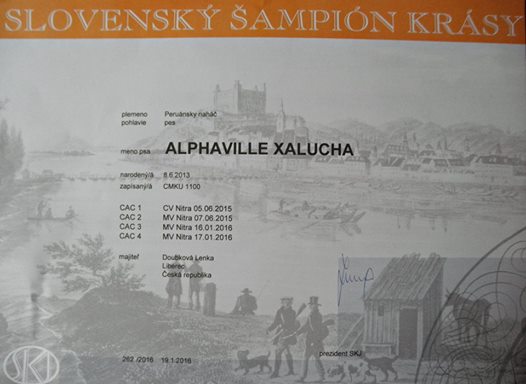 SLOVENSKÝ ŠAMPIÓN KRÁSY
plemeno Peruánsky naháč
pohlavie pes
meno psa ALPHAVILLE XALUCHA
narodený/á 8.6.2013
zapísaný/á CMKU 1100
CAC 1 CV Nitra 05.06.2015
CAC 2 MV Nitra 07.06.2015
CAC 3 MV Nitra 16.01.2016
CAC 4 MV Nitra 17.01.2016
majiteľ Doubková Lenka
Liberec
Česká republika
262 /2016 19.1.2016
prezident SKJ
SKJ